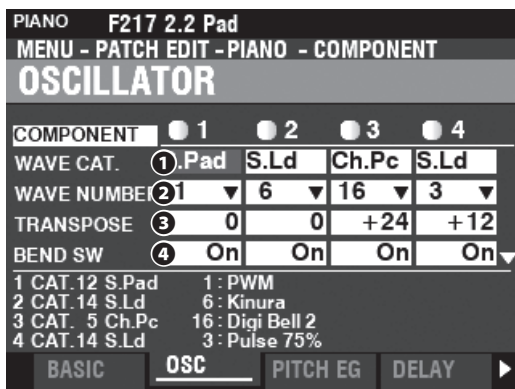 PIANO F217 2.2 Pad
MENU - PATCH EDIT - PIANO - COMPONENT
OSCILLATOR
COMPONENT 1 2 3 4
WAVE CAT. 1 .Pad S.Ld Ch.Pc S.Ld
WAVE NUMBER 2 1 ▼ 6 ▼ 16 ▼ 3 ▼
TRANSPOSE 3 0 0 +24 +12
BEND SW 4 On On On On
1 CAT.12 S.Pad 1 : PWM
2 CAT.14 S.Ld 6 : Kinura
3 CAT. 5 Ch.Pc 16 : Digi Bell 2
4 CAT.14 S.Ld 3 : Pulse 75%
BASIC OSC PITCH EG DELAY